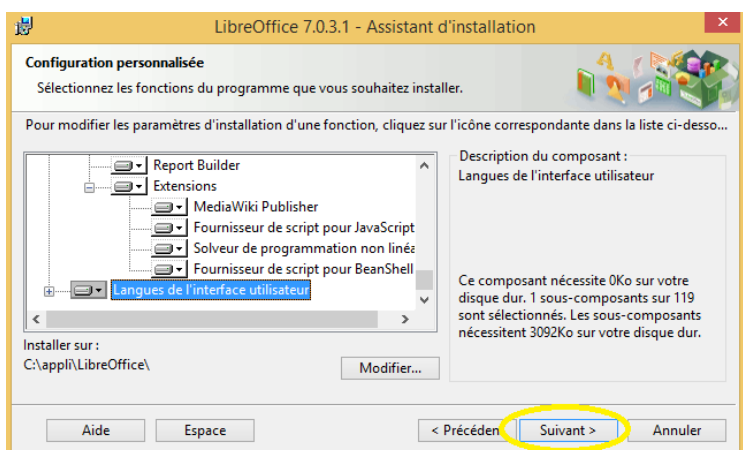 LibreOffice 7.0.3.1 - Assistant d'installation
Configuration personnalisée
Sélectionnez les fonctions du programme que vous souhaitez installer.
Pour modifier les paramètres d'installation d'une fonction, cliquez sur l'icône correspondante dans la liste ci-desso...
Report Builder
Extensions
MediaWiki Publisher
Fournisseur de script pour JavaScript
Solveur de programmation non linéa
Fournisseur de script pour BeanShell
Langues de l'interface utilisateur
Description du composant :
Langues de l'interface utilisateur
Ce composant nécessite 0Ko sur votre
disque dur. 1 sous-composants sur 119
sont sélectionnés. Les sous-composants
nécessitent 3092Ko sur votre disque dur.
Installer sur :
C:\appli\LibreOffice\
Modifier...
Aide
Espace
< Précéden
Suivant >
Annuler